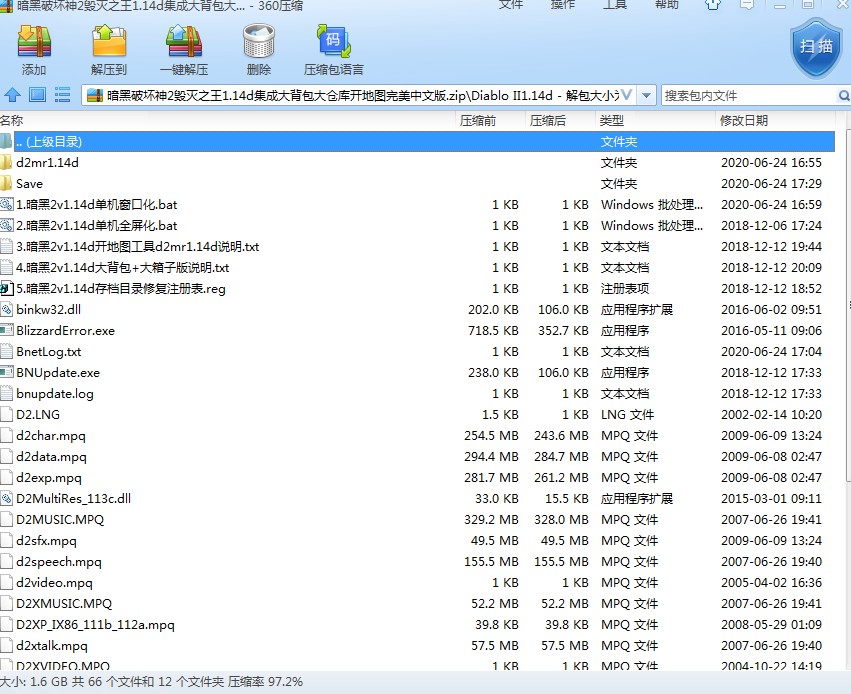 暗黑破坏神2毁灭之王1.14d集成大背包大... - 360压缩 文件 操作 工具 帮助
添加 解压到 一键解压 删除 码 压缩包语言 扫描
暗黑破坏神2毁灭之王1.14d集成大背包大仓库开地图完美中文版.zip\Diablo II1.14d - 解包大小 搜索包内文件
名称 压缩前 压缩后 类型 修改日期
.. (上级目录) 文件夹
d2mr1.14d 文件夹 2020-06-24 16:55
Save 文件夹 2020-06-24 17:29
1.暗黑2v1.14d单机窗口化.bat 1 KB 1 KB Windows 批处理... 2020-06-24 16:59
2.暗黑2v1.14d单机全屏化.bat 1 KB 1 KB Windows 批处理... 2018-12-06 17:24
3.暗黑2v1.14d开地图工具d2mr1.14d说明.txt 1 KB 1 KB 文本文档 2018-12-12 19:44
4.暗黑2v1.14d大背包+大箱子版说明.txt 1 KB 1 KB 文本文档 2018-12-12 20:09
5.暗黑2v1.14d存档目录修复注册表.reg 1 KB 1 KB 注册表项 2018-12-12 18:52
binkw32.dll 202.0 KB 106.0 KB 应用程序扩展 2016-06-02 09:51
BlizzardError.exe 718.5 KB 352.7 KB 应用程序 2016-05-11 09:06
BnetLog.txt 1 KB 1 KB 文本文档 2020-06-24 17:04
BNUpdate.exe 238.0 KB 106.0 KB 应用程序 2018-12-12 17:33
bnupdate.log 1 KB 1 KB 文本文档 2018-12-12 17:33
D2.LNG 1.5 KB 1 KB LNG 文件 2002-02-14 10:20
d2char.mpq 254.5 MB 243.6 MB MPQ 文件 2009-06-09 13:24
d2data.mpq 294.4 MB 284.7 MB MPQ 文件 2009-06-08 02:47
d2exp.mpq 281.7 MB 261.2 MB MPQ 文件 2009-06-08 02:47
D2MultiRes_113c.dll 33.0 KB 15.5 KB 应用程序扩展 2015-03-01 09:11
D2MUSIC.MPQ 329.2 MB 328.0 MB MPQ 文件 2007-06-26 19:41
d2sfx.mpq 49.5 MB 49.5 MB MPQ 文件 2009-06-09 13:24
d2speech.mpq 155.5 MB 155.5 MB MPQ 文件 2007-06-26 19:40
d2video.mpq 1 KB 1 KB MPQ 文件 2005-04-02 16:36
D2XMUSIC.MPQ 52.2 MB 52.2 MB MPQ 文件 2007-06-26 19:41
D2XP_IX86_111b_112a.mpq 39.8 KB 39.8 KB MPQ 文件 2008-05-29 01:09
d2xtalk.mpq 57.5 MB 57.5 MB MPQ 文件 2007-06-26 19:40
D2XVIDEO.MPQ 1 KB 1 KB MPQ 文件 2004-10-22 14:19
大小: 1.6 GB 共 66 个文件和 12 个文件夹 压缩率 97.2%